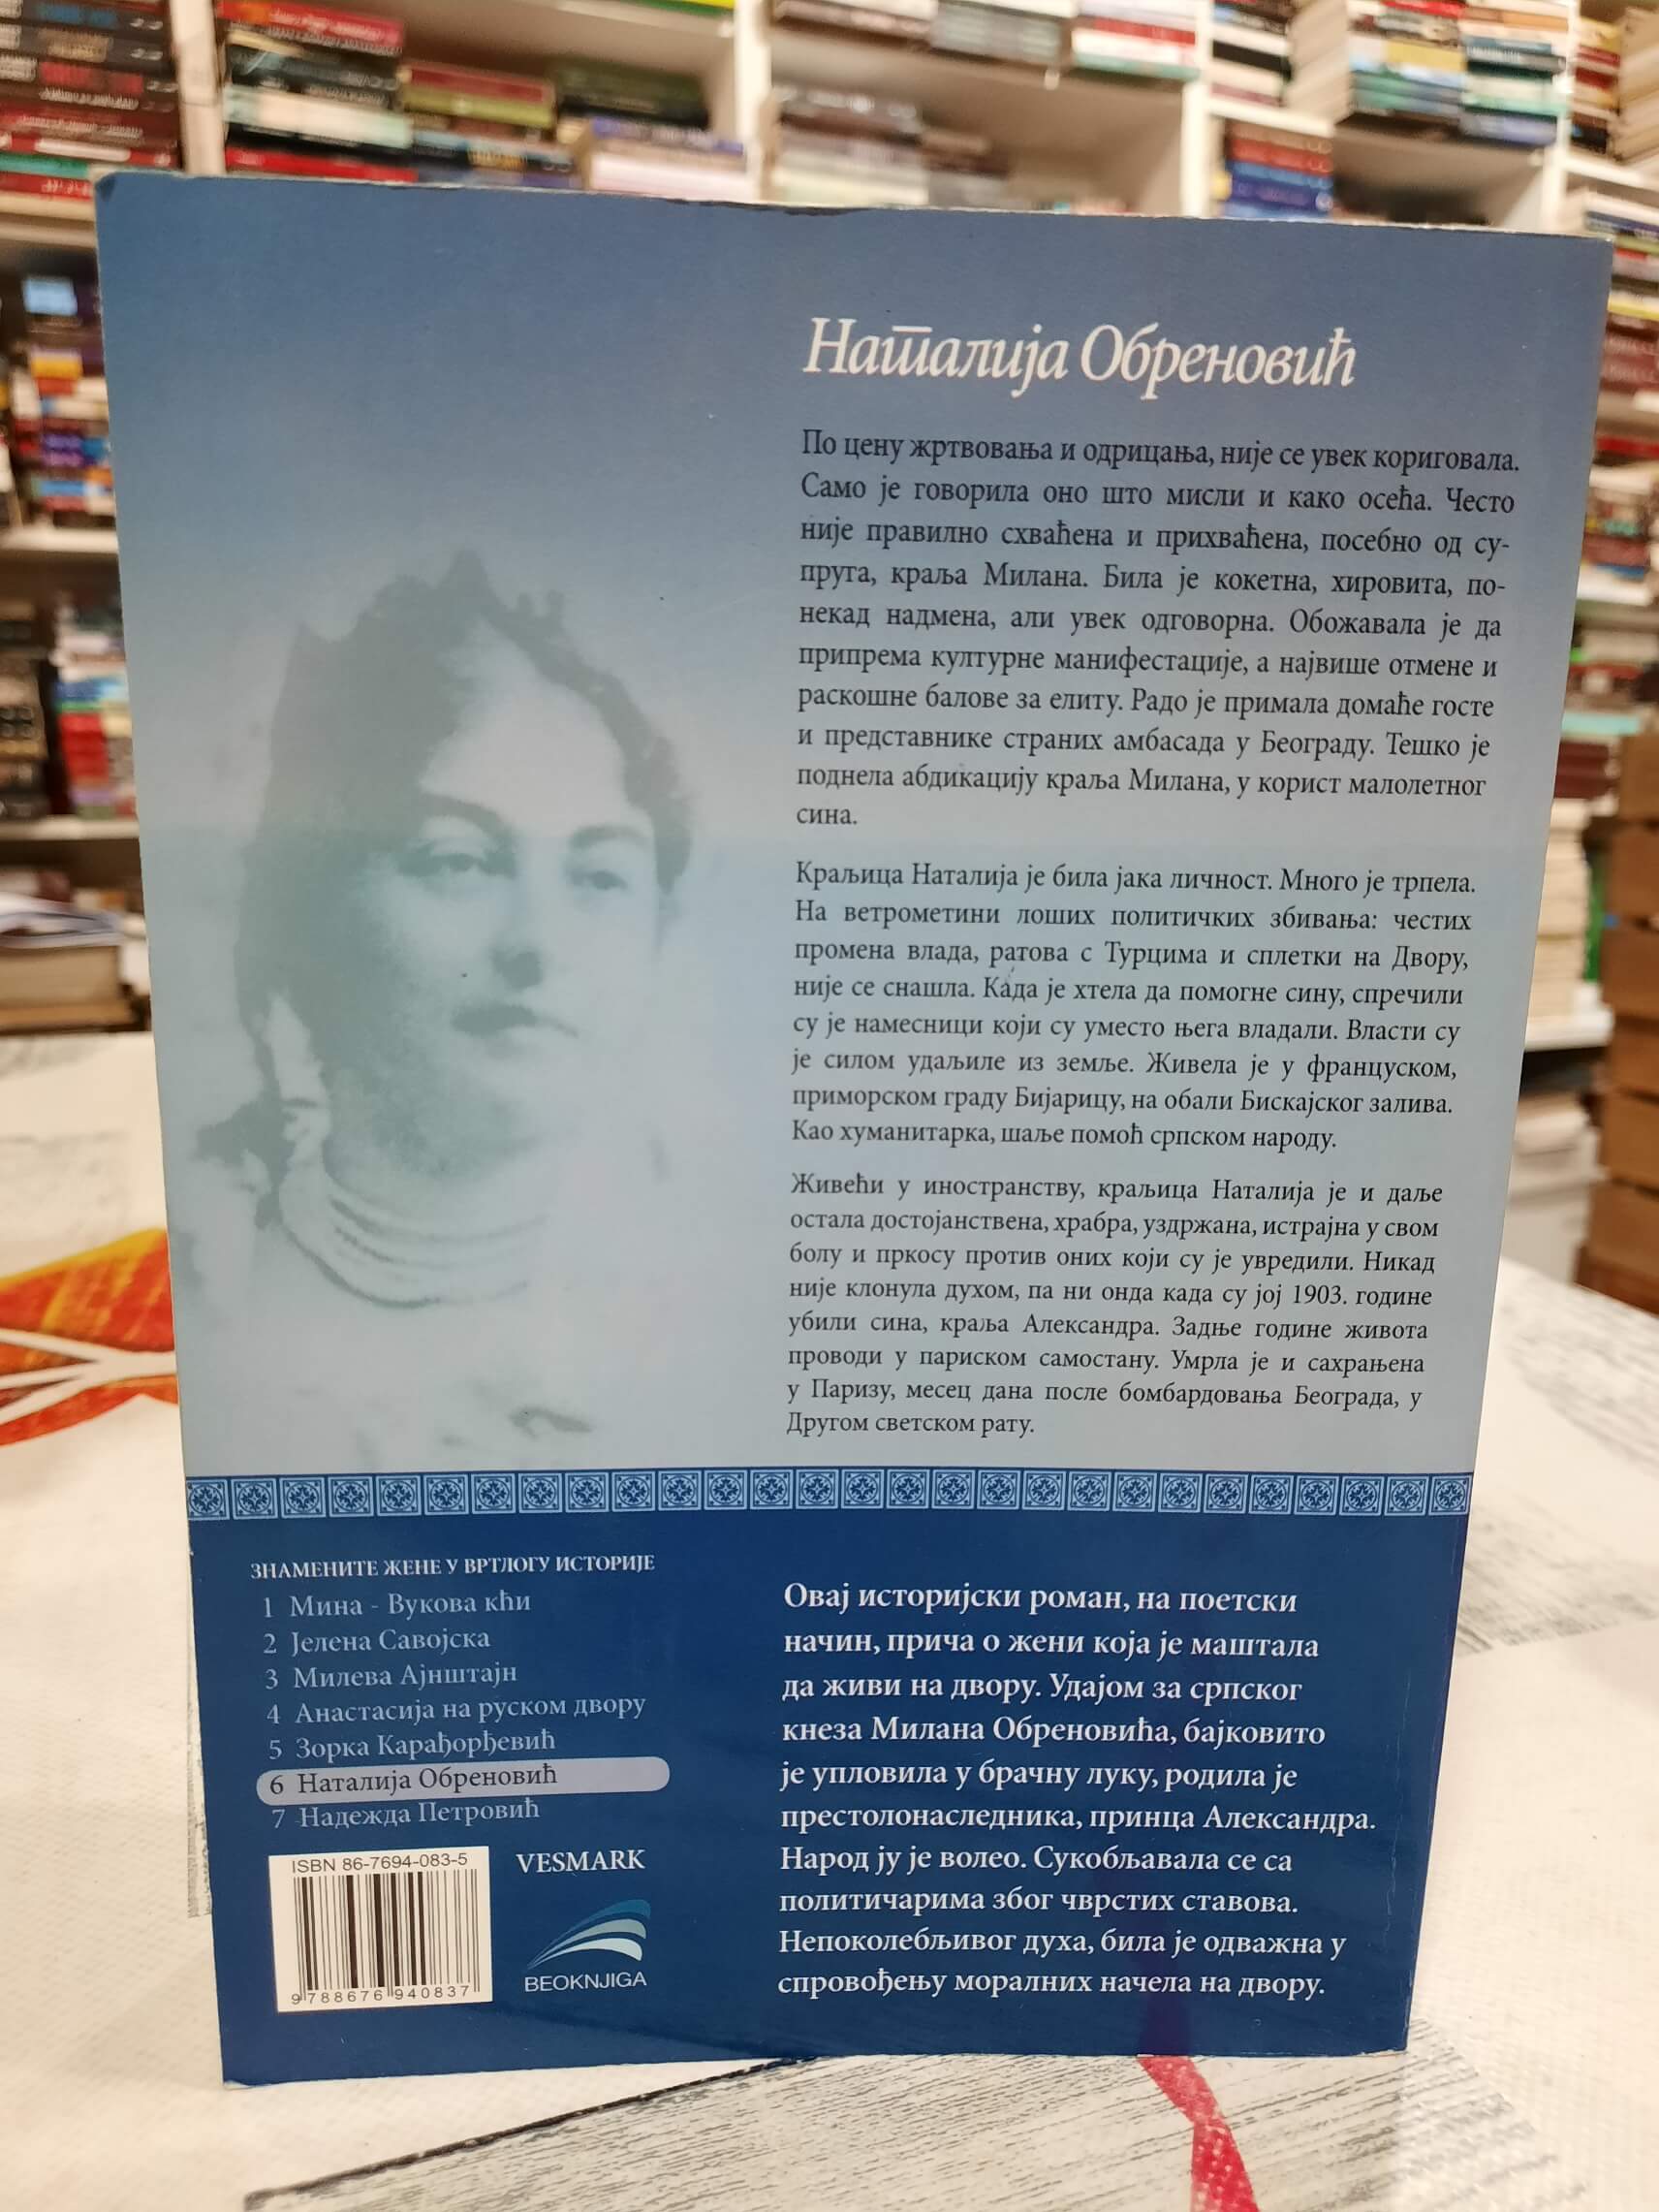 Наталија Обреновић
По цену жртвовања и одрицања, није се увек кориговала.
Само је говорила оно што мисли и како осећа. Често
није правилно схваћена и прихваћена, посебно од су-
пруга, краља Милана. Била је кокетна, хировита, по-
некад надмена, али увек одговорна. Обожавала је да
припрема културне манифестације, а највише отмене и
раскошне балове за елиту. Радо је примала домаће госте
и представнике страних амбасада у Београду. Тешко је
поднела абдикацију краља Милана, у корист малолетног
сина.
Краљица Наталија је била јака личност. Много је трпела.
На ветрометини лоших политичких збивања: честих
промена влада, ратова с Турцима и сплетки на Двору,
није се снашла. Када је хтела да помогне сину, спречили
су је намесници који су уместо њега владали. Власти су
је силом удаљиле из земље. Живела је у француском,
приморском граду Бијарицу, на обали Бискајског залива.
Као хуманитарка, шаље помоћ српском народу.
Живећи у иностранству, краљица Наталија је и даље
остала достојанствена, храбра, уздржана, истрајна у свом
болу и пркосу против оних који су је увредили. Никад
није клонула духом, па ни онда када су јој 1903. године
убили сина, краља Александра. Задње године живота
проводи у париском самостану. Умрла је и сахрањена
у Паризу, месец дана после бомбардовања Београда, у
Другом светском рату.
ЗНАМЕНИТЕ ЖЕНЕ У ВРТЛОГУ ИСТОРИЈЕ
1 Мина - Вукова кћи
2 Јелена Савојска
3 Милева Ајнштајн
4 Анастасија на руском двору
5 Зорка Карађорђевић
6 Наталија Обреновић
7 Надежда Петровић
ISBN 86-7694-083-5
9 788676 940837
VESMARK
BEOKNJIGA
Овај историјски роман, на поетски
начин, прича о жени која је маштала
да живи на двору. Удајом за српског
кнеза Милана Обреновића, бајковито
је упловила у брачну луку, родила је
престолонаследника, принца Александра.
Народ ју је волео. Сукобљавала се са
политичарима због чврстих ставова.
Непоколебљивог духа, била је одважна у
спровођењу моралних начела на двору.